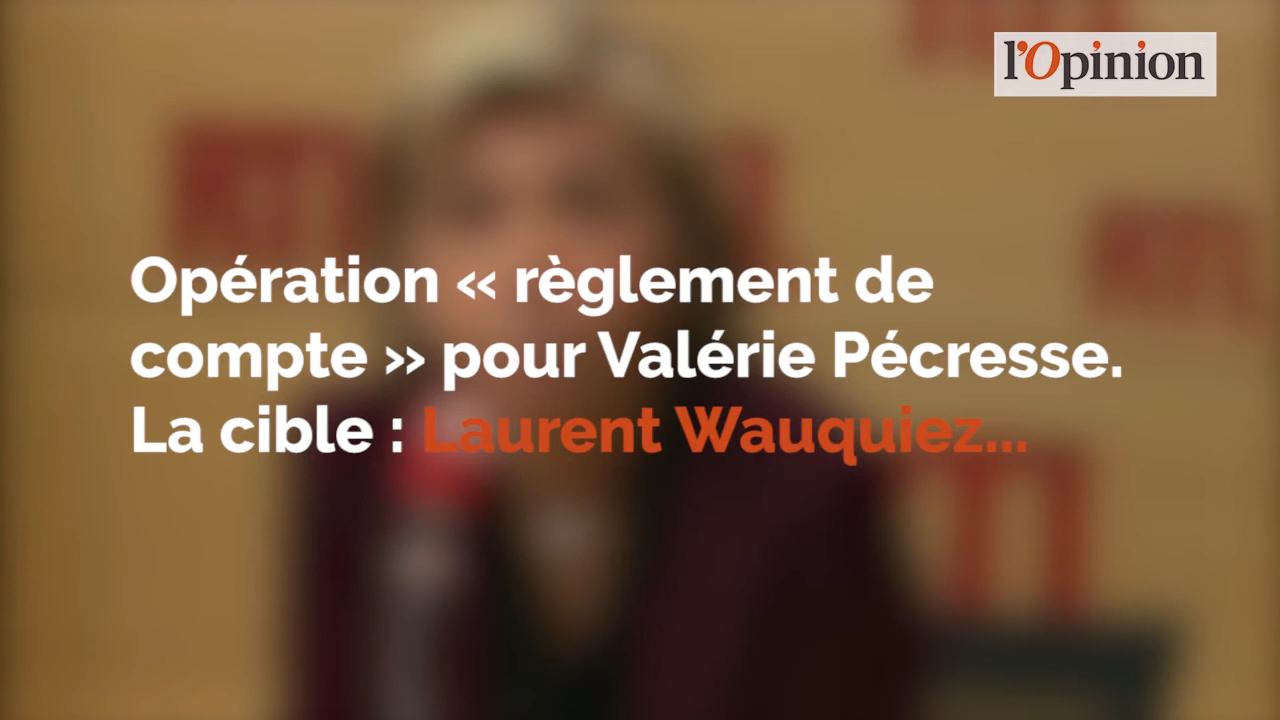 l'Opinion
Opération « règlement de
compte » pour Valérie Pécresse.
La cible : Laurent Wauquiez...